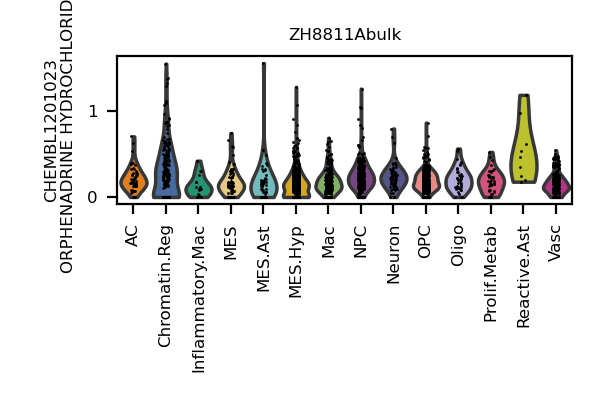 ZH8811Abulk
CHEMBL1201023
ORPHENADRINE HYDROCHLORID
1
0
AC
Chromatin.Reg
Inflammatory.Mac
MES
MES.Ast
MES.Hyp
Mac
NPC
Neuron
OPC
Oligo
Prolif.Metab
Reactive.Ast
Vasc